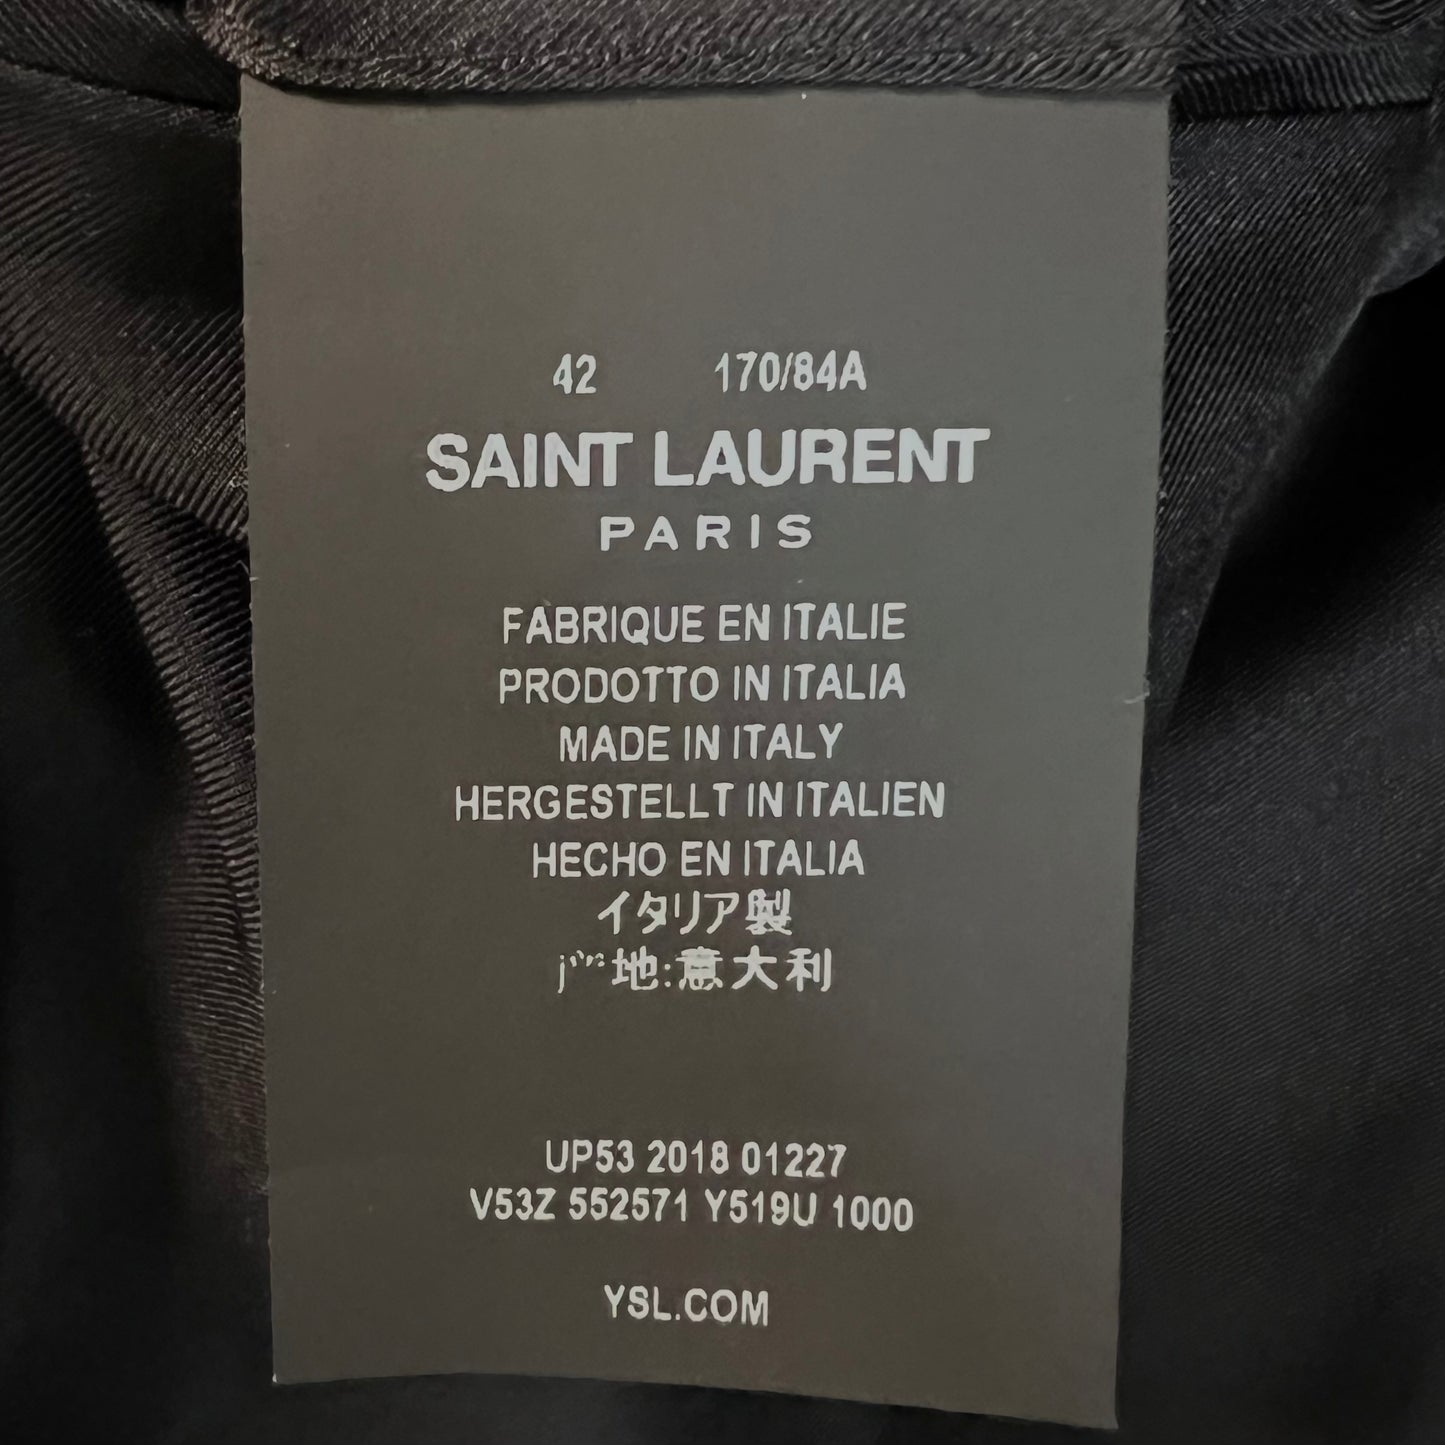 42 170/84A
SAINT LAURENT
PARIS
FABRIQUE EN ITALIE
PRODOTTO IN ITALIA
MADE IN ITALY
HERGESTELLT IN ITALIEN
HECHO EN ITALIA
イタリア製
地:意大利
UP53 2018 01227
V53Z 552571 Y519U 1000
YSL.COM